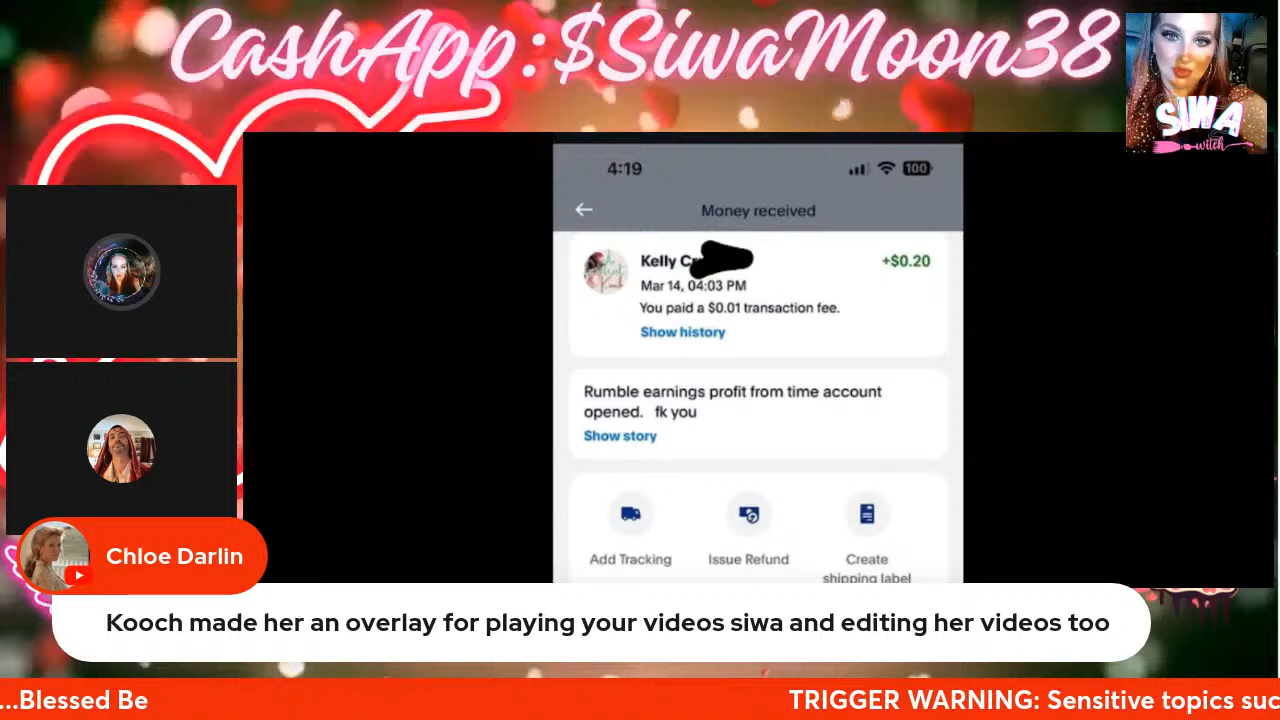 CashApp:$SiwaMoon38
SIWA
witch
4:19
100
Money received
Kelly C
+$0.20
Mar 14, 04:03 PM
You paid a $0.01 transaction fee.
Show history
Rumble earnings profit from time account
opened. fk you
Show story
Add Tracking
Issue Refund
Create
shipping label
Chloe Darlin
Kooch made her an overlay for playing your videos siwa and editing her videos too
...Blessed Be
TRIGGER WARNING: Sensitive topics suc